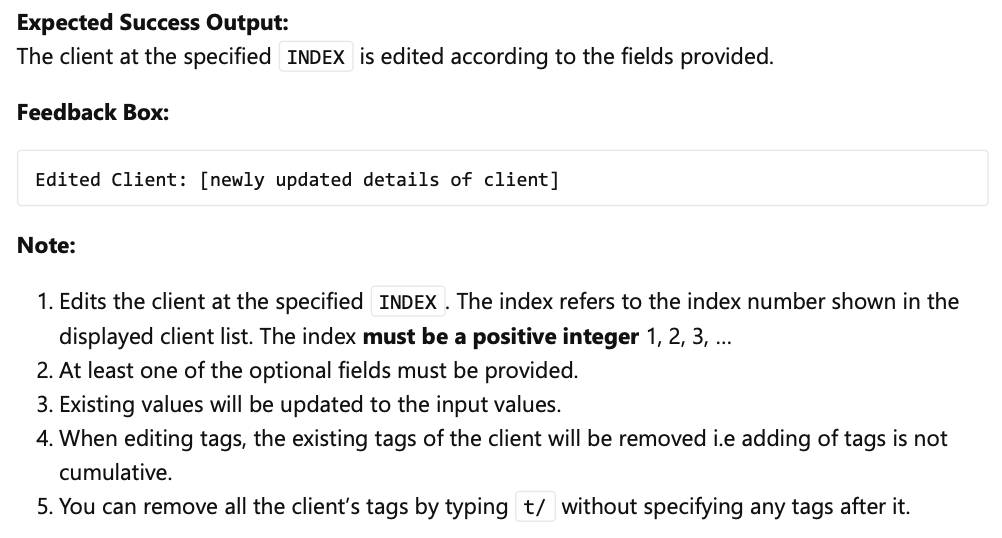 Expected Success Output:
The client at the specified INDEX is edited according to the fields provided.
Feedback Box:
Edited Client: [newly updated details of client]
Note:
1. Edits the client at the specified INDEX . The index refers to the index number shown in the
displayed client list. The index must be a positive integer 1, 2, 3, …
2. At least one of the optional fields must be provided.
3. Existing values will be updated to the input values.
4. When editing tags, the existing tags of the client will be removed i.e adding of tags is not
cumulative.
5. You can remove all the client’s tags by typing t/ without specifying any tags after it.